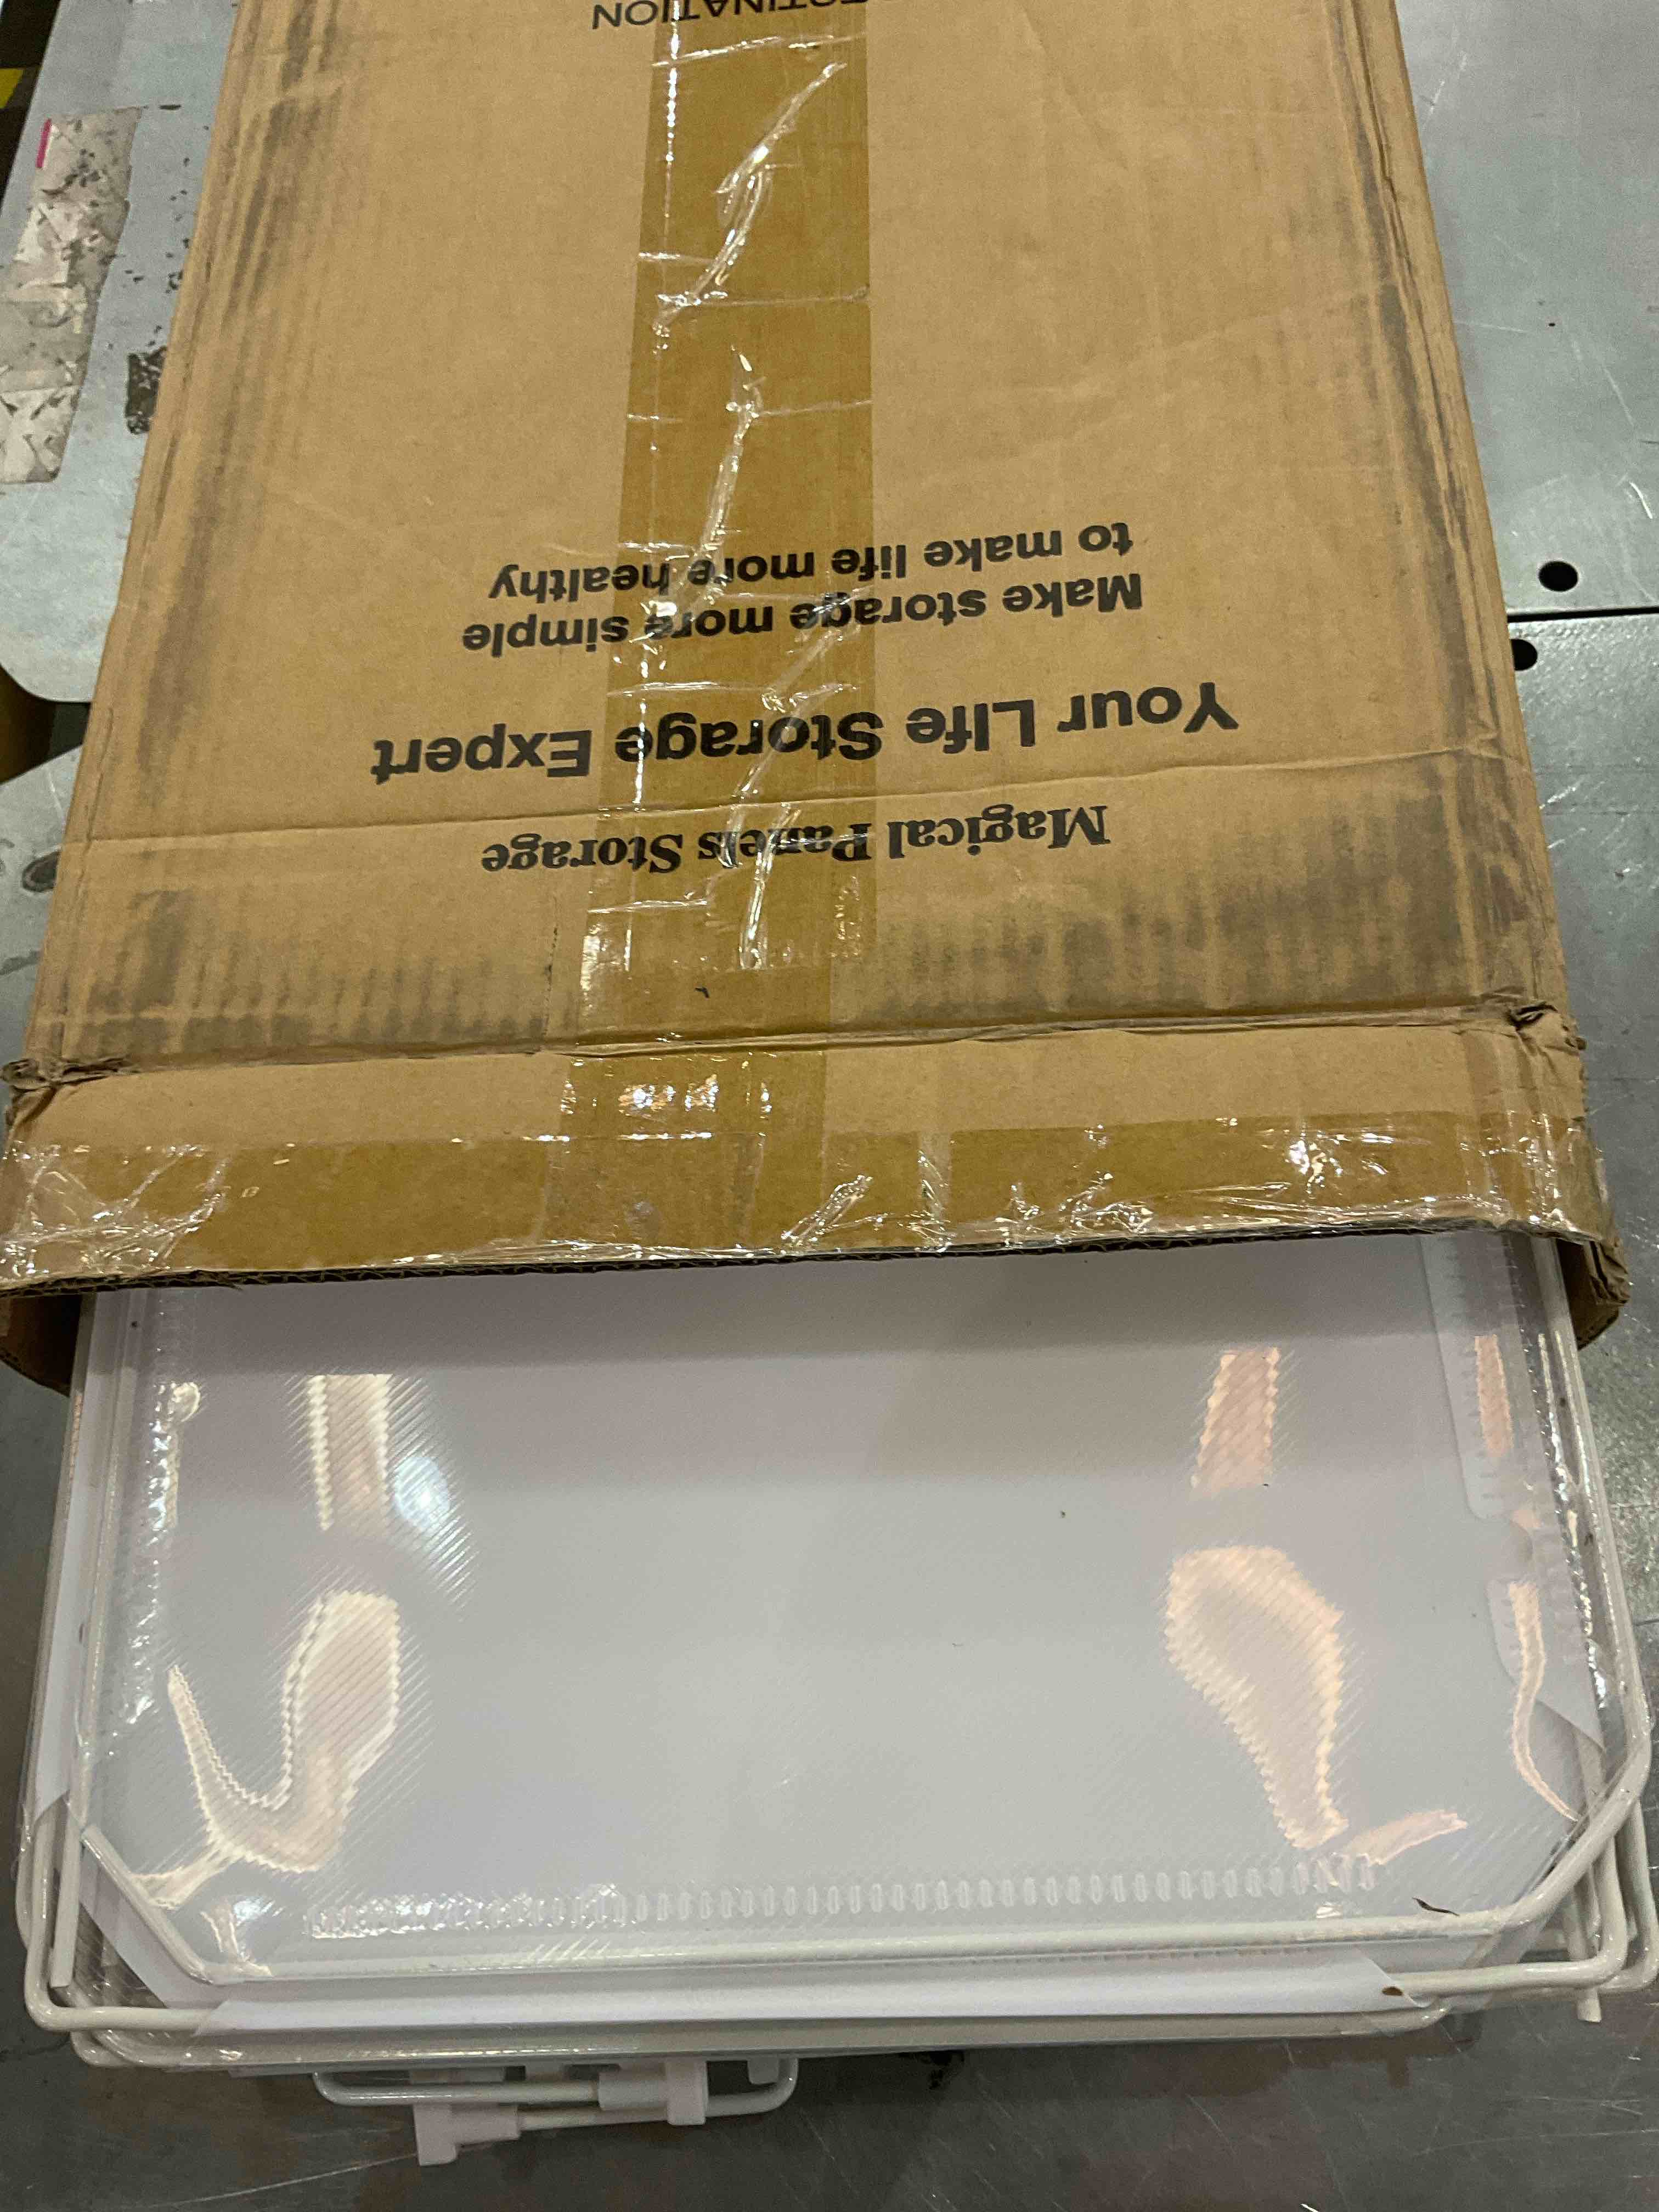 Magical Panels Storage
Your LIfe Storage Expert
Make storage more simple
to make life more healthy